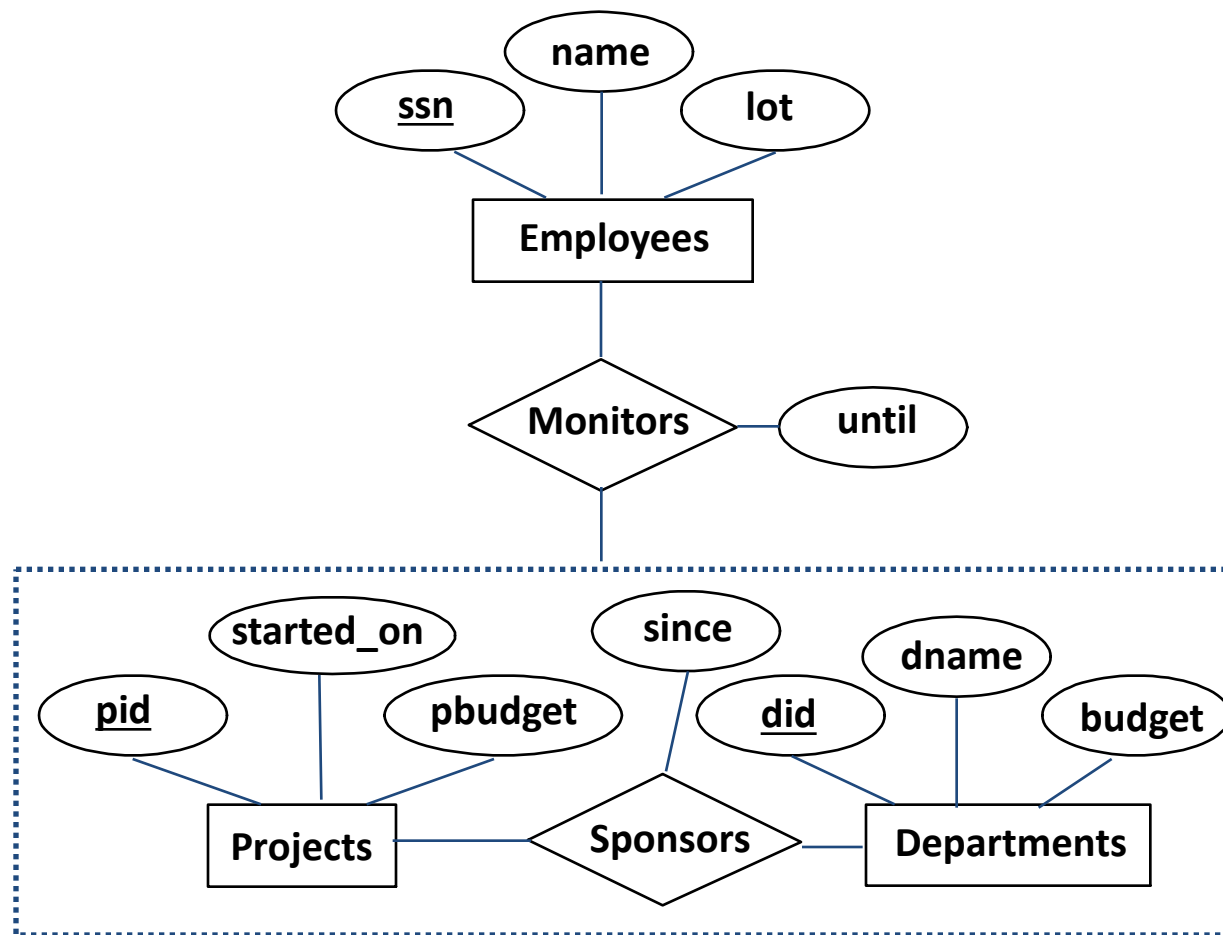 name
ssn
lot
Employees
Monitors
until
started_on
since
dname
pid
pbudget
did
budget
Projects
Sponsors
Departments